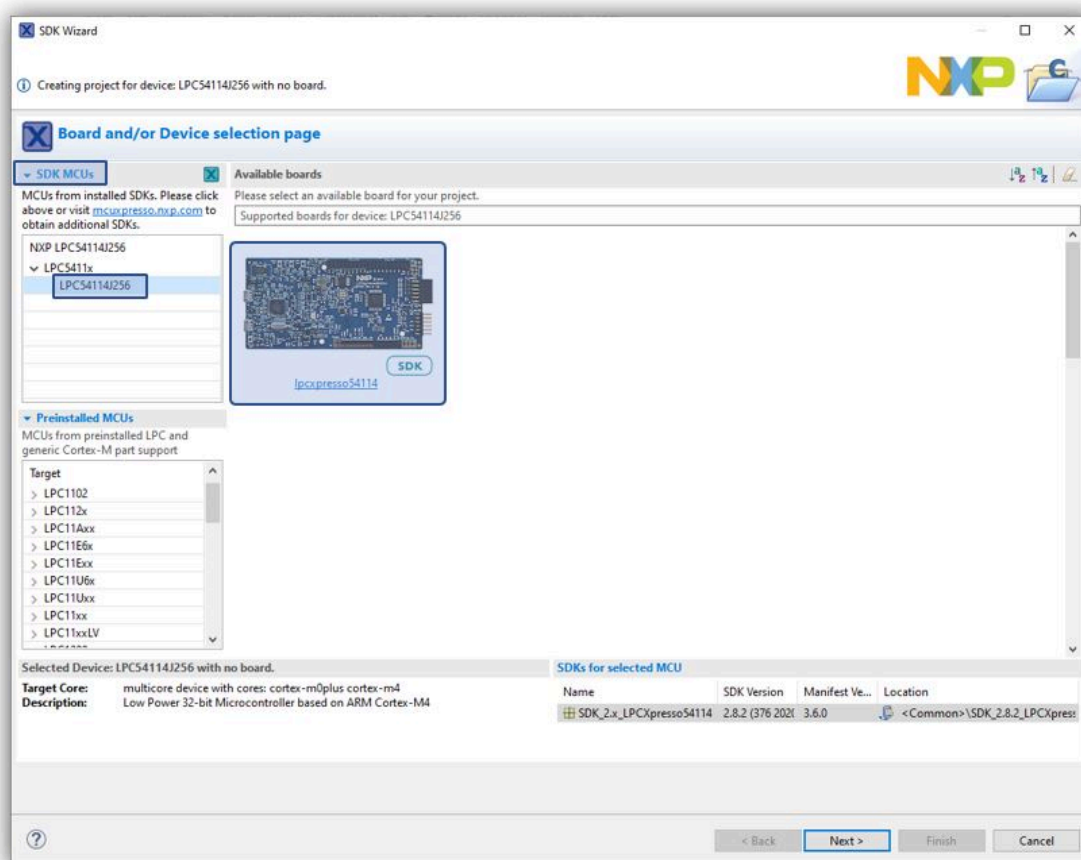 SDK Wizard
Creating project for device: LPC54114J256 with no board.
NXP
Board and/or Device selection page
SDK MCUs
MCUs from installed SDKs. Please click
above or visit mcuxpresso.nxp.com to
obtain additional SDKs.
NXP LPC54114J256
LPC5411x
LPC54114J256
Available boards
Please select an available board for your project.
Supported boards for device: LPC54114J256
NXP
SDK
lpcxpresso54114
Preinstalled MCUs
MCUs from preinstalled LPC and
generic Cortex-M part support
Target
LPC1102
LPC112x
LPC11Axx
LPC11E6x
LPC11Exx
LPC11U6x
LPC11Uxx
LPC11xx
LPC11xxLV
Selected Device: LPC54114J256 with no board.
Target Core: multicore device with cores: cortex-m0plus cortex-m4
Description: Low Power 32-bit Microcontroller based on ARM Cortex-M4
SDKs for selected MCU
Name SDK Version Manifest Ve... Location
SDK_2.x_LPCXpresso54114 2.8.2 (376 202 3.6.0 <Common>\SDK_2.8.2_LPCXpres
< Back Next > Finish Cancel